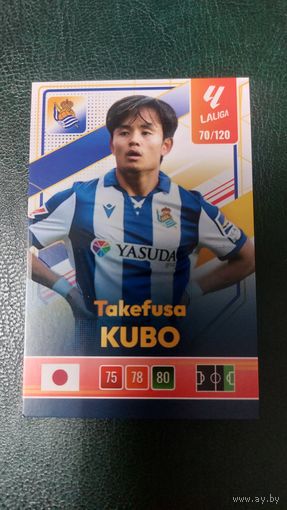 LALIGA
70/120
YASUDA
Takefusa
KUBO
75 78 80
www.ay.by